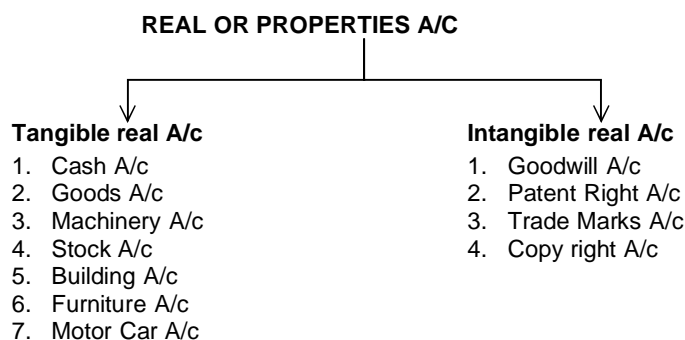 REAL OR PROPERTIES A/C
Tangible real A/c
1. Cash A/c
2. Goods A/c
3. Machinery A/c
4. Stock A/c
5. Building A/c
6. Furniture A/c
7. Motor Car A/c
Intangible real A/c
1. Goodwill A/c
2. Patent Right A/c
3. Trade Marks A/c
4. Copy right A/c